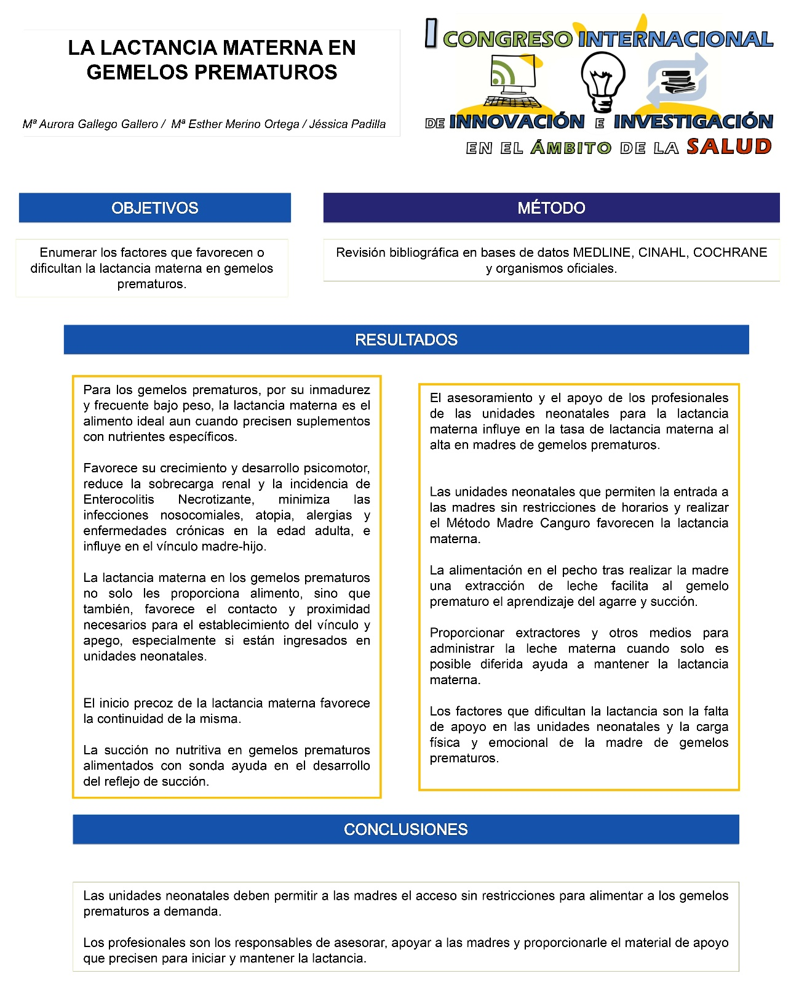 LA LACTANCIA MATERNA EN
GEMELOS PREMATUROS
Mª Aurora Gallego Gallero / Mª Esther Merino Ortega / Jéssica Padilla
I CONGRESO INTERNACIONAL
DE INNOVACIÓN E INVESTIGACIÓN
EN EL ÁMBITO DE LA SALUD
OBJETIVOS
Enumerar los factores que favorecen o
dificultan la lactancia materna en gemelos
prematuros.
MÉTODO
Revisión bibliográfica en bases de datos MEDLINE, CINAHL, COCHRANE
y organismos oficiales.
RESULTADOS
Para los gemelos prematuros, por su inmadurez
y frecuente bajo peso, la lactancia materna es el
alimento ideal aun cuando precisen suplementos
con nutrientes específicos.
Favorece su crecimiento y desarrollo psicomotor,
reduce la sobrecarga renal y la incidencia de
Enterocolitis Necrotizante, minimiza las
infecciones nosocomiales, atopia, alergias y
enfermedades crónicas en la edad adulta, e
influye en el vínculo madre-hijo.
La lactancia materna en los gemelos prematuros
no solo les proporciona alimento, sino que
también, favorece el contacto y proximidad
necesarios para el establecimiento del vínculo y
apego, especialmente si están ingresados en
unidades neonatales.
El inicio precoz de la lactancia materna favorece
la continuidad de la misma.
La succión no nutritiva en gemelos prematuros
alimentados con sonda ayuda en el desarrollo
del reflejo de succión.
El asesoramiento y el apoyo de los profesionales
de las unidades neonatales para la lactancia
materna influye en la tasa de lactancia materna al
alta en madres de gemelos prematuros.
Las unidades neonatales que permiten la entrada a
las madres sin restricciones de horarios y realizar
el Método Madre Canguro favorecen la lactancia
materna.
La alimentación en el pecho tras realizar la madre
una extracción de leche facilita al gemelo
prematuro el aprendizaje del agarre y succión.
Proporcionar extractores y otros medios para
administrar la leche materna cuando solo es
posible diferida ayuda a mantener la lactancia
materna.
Los factores que dificultan la lactancia son la falta
de apoyo en las unidades neonatales y la carga
física y emocional de la madre de gemelos
prematuros.
CONCLUSIONES
Las unidades neonatales deben permitir a las madres el acceso sin restricciones para alimentar a los gemelos
prematuros a demanda.
Los profesionales son los responsables de asesorar, apoyar a las madres y proporcionarle el material de apoyo
que precisen para iniciar y mantener la lactancia.